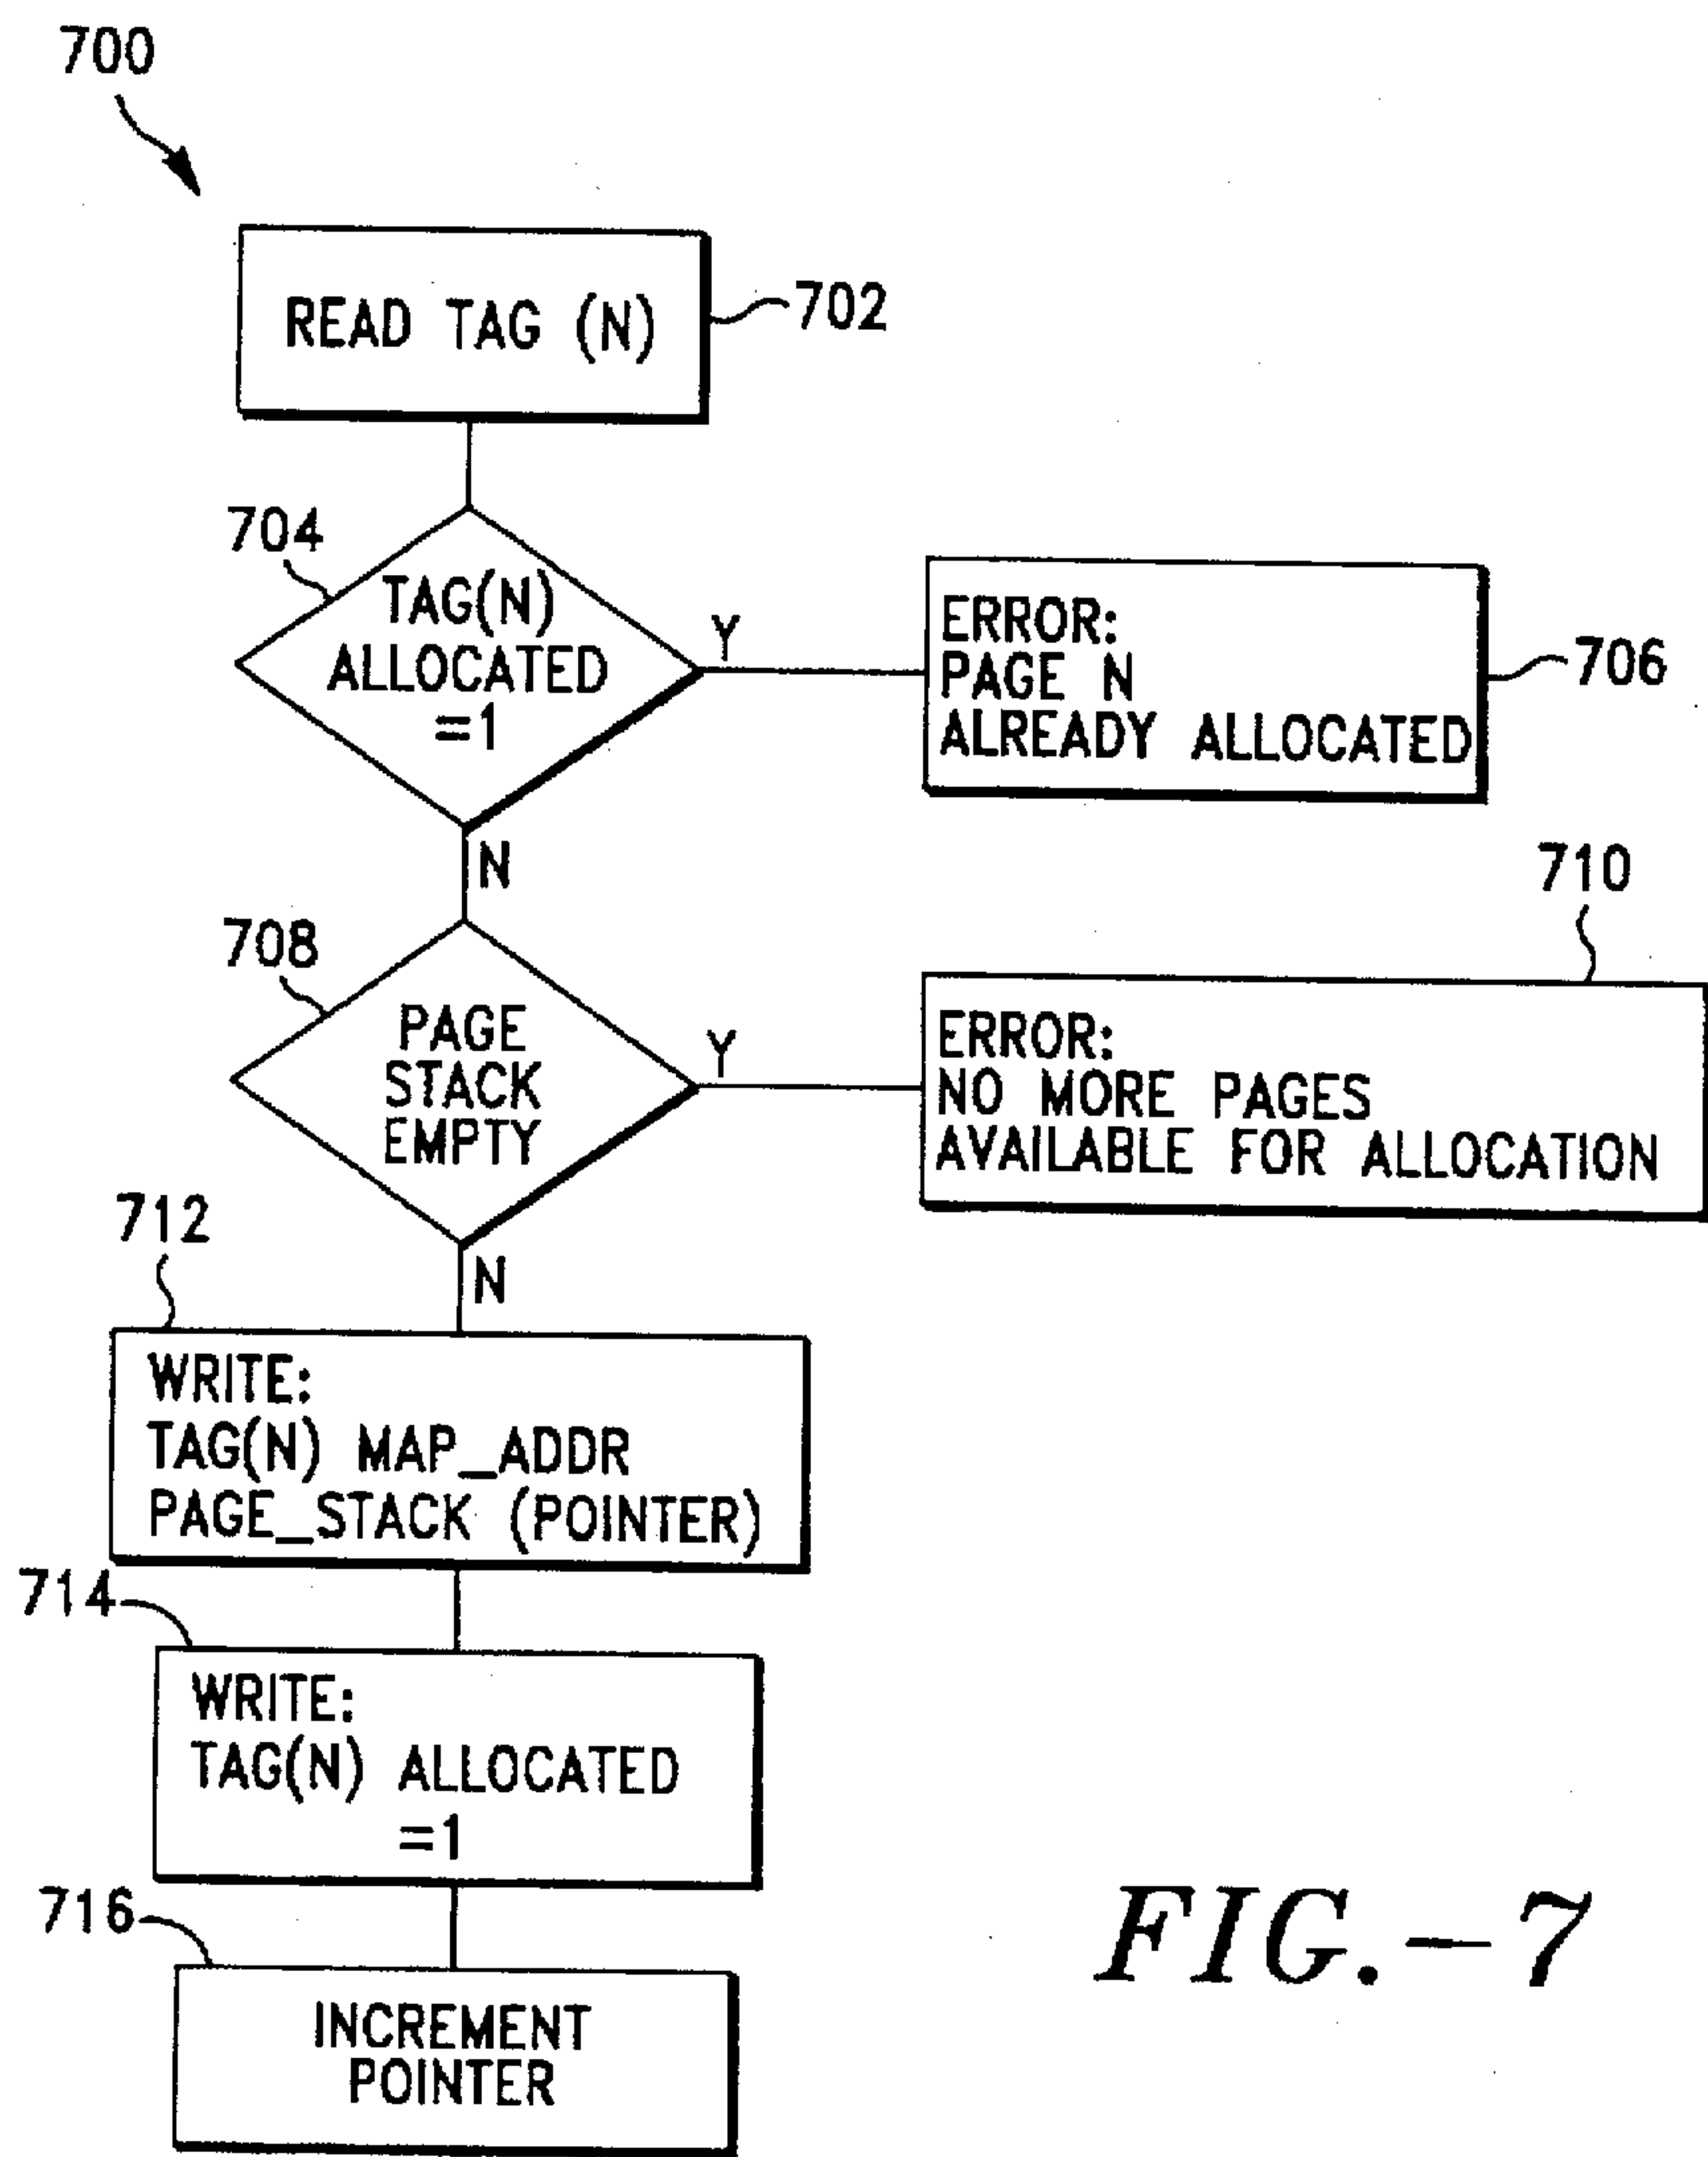 700
READ TAG (N)
702
704
TAG(N)
ALLOCATED
=1
Y
ERROR:
PAGE N
ALREADY ALLOCATED
706
N
708
PAGE
STACK
EMPTY
Y
710
ERROR:
NO MORE PAGES
AVAILABLE FOR ALLOCATION
N
712
WRITE:
TAG(N) MAP_ADDR
PAGE_STACK (POINTER)
714
WRITE:
TAG(N) ALLOCATED
=1
716
INCREMENT
POINTER
FIG.-7